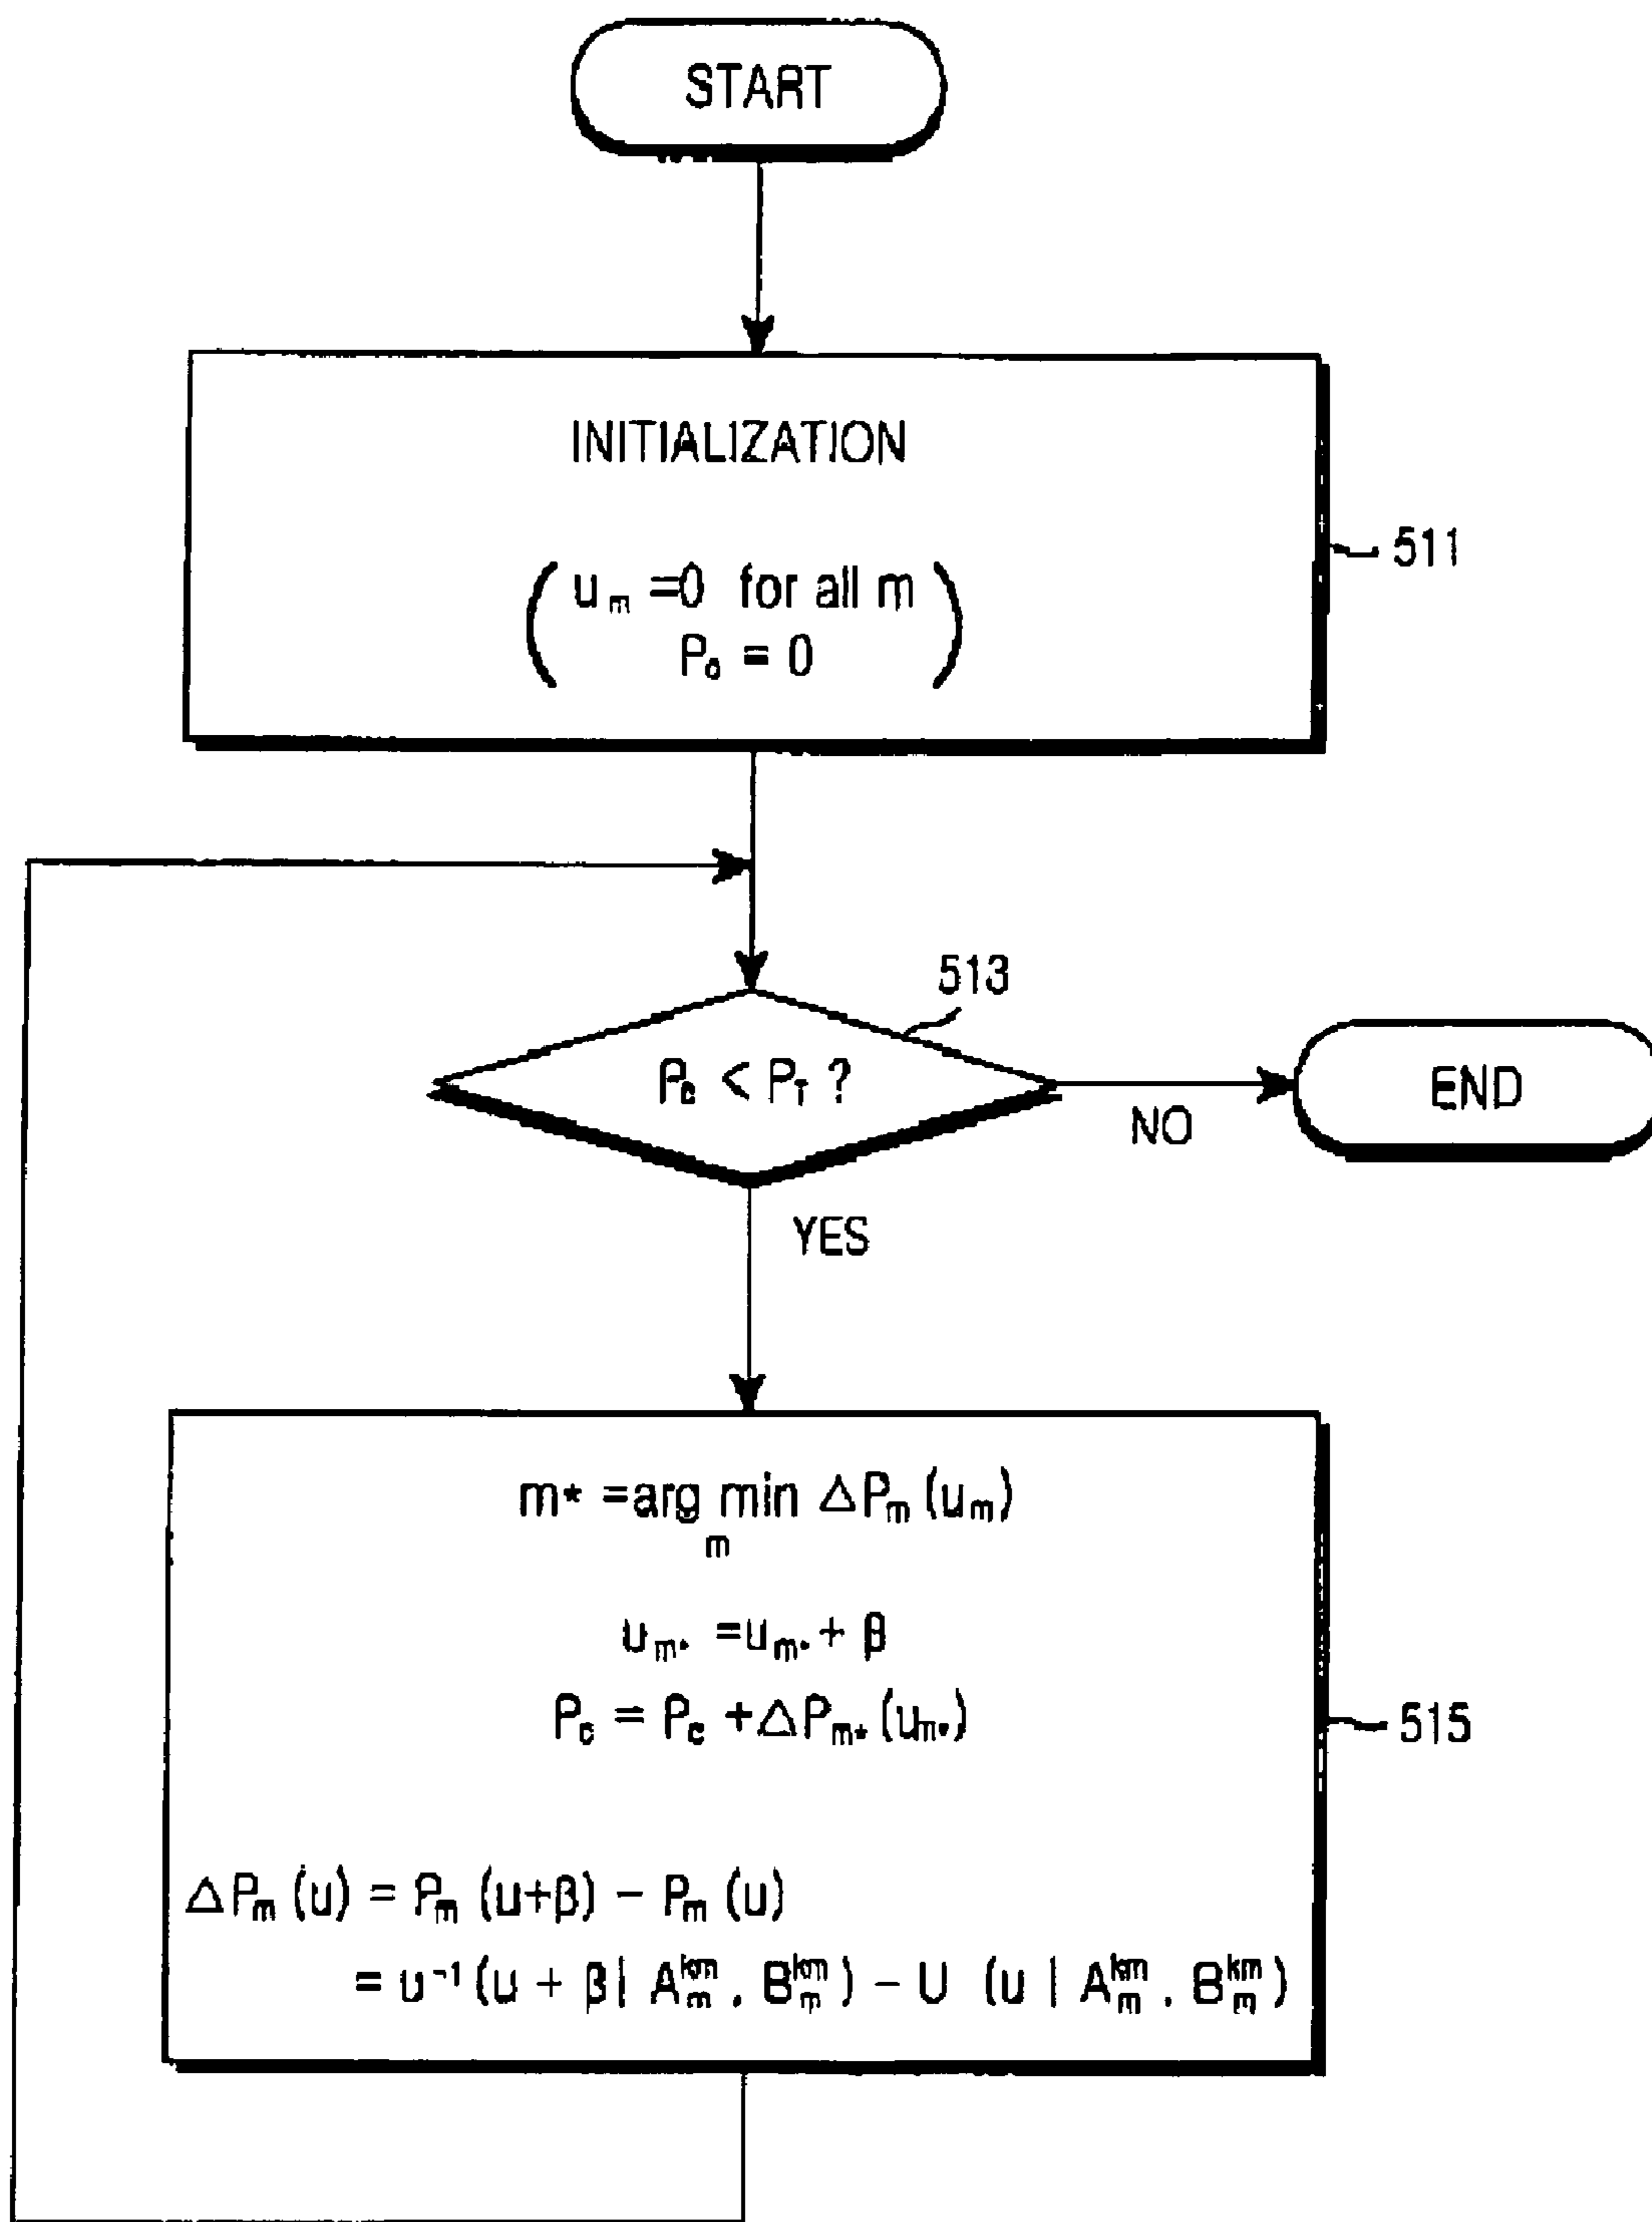 START
INITIALIZATION
511
u_m =0 for all m
P_c = 0
513
P_c < P_T ?
END
NO
YES
m* =arg min ΔP_m (u_m)
m
u_m* =u_m* + β
P_c = P_c +ΔP_m* (u_m*)
515
ΔP_m (u) = P_m (u+β) − P_m (u)
= u⁻¹ (u + β | A_m^km , B_m^km ) − U (u | A_m^km , B_m^km )